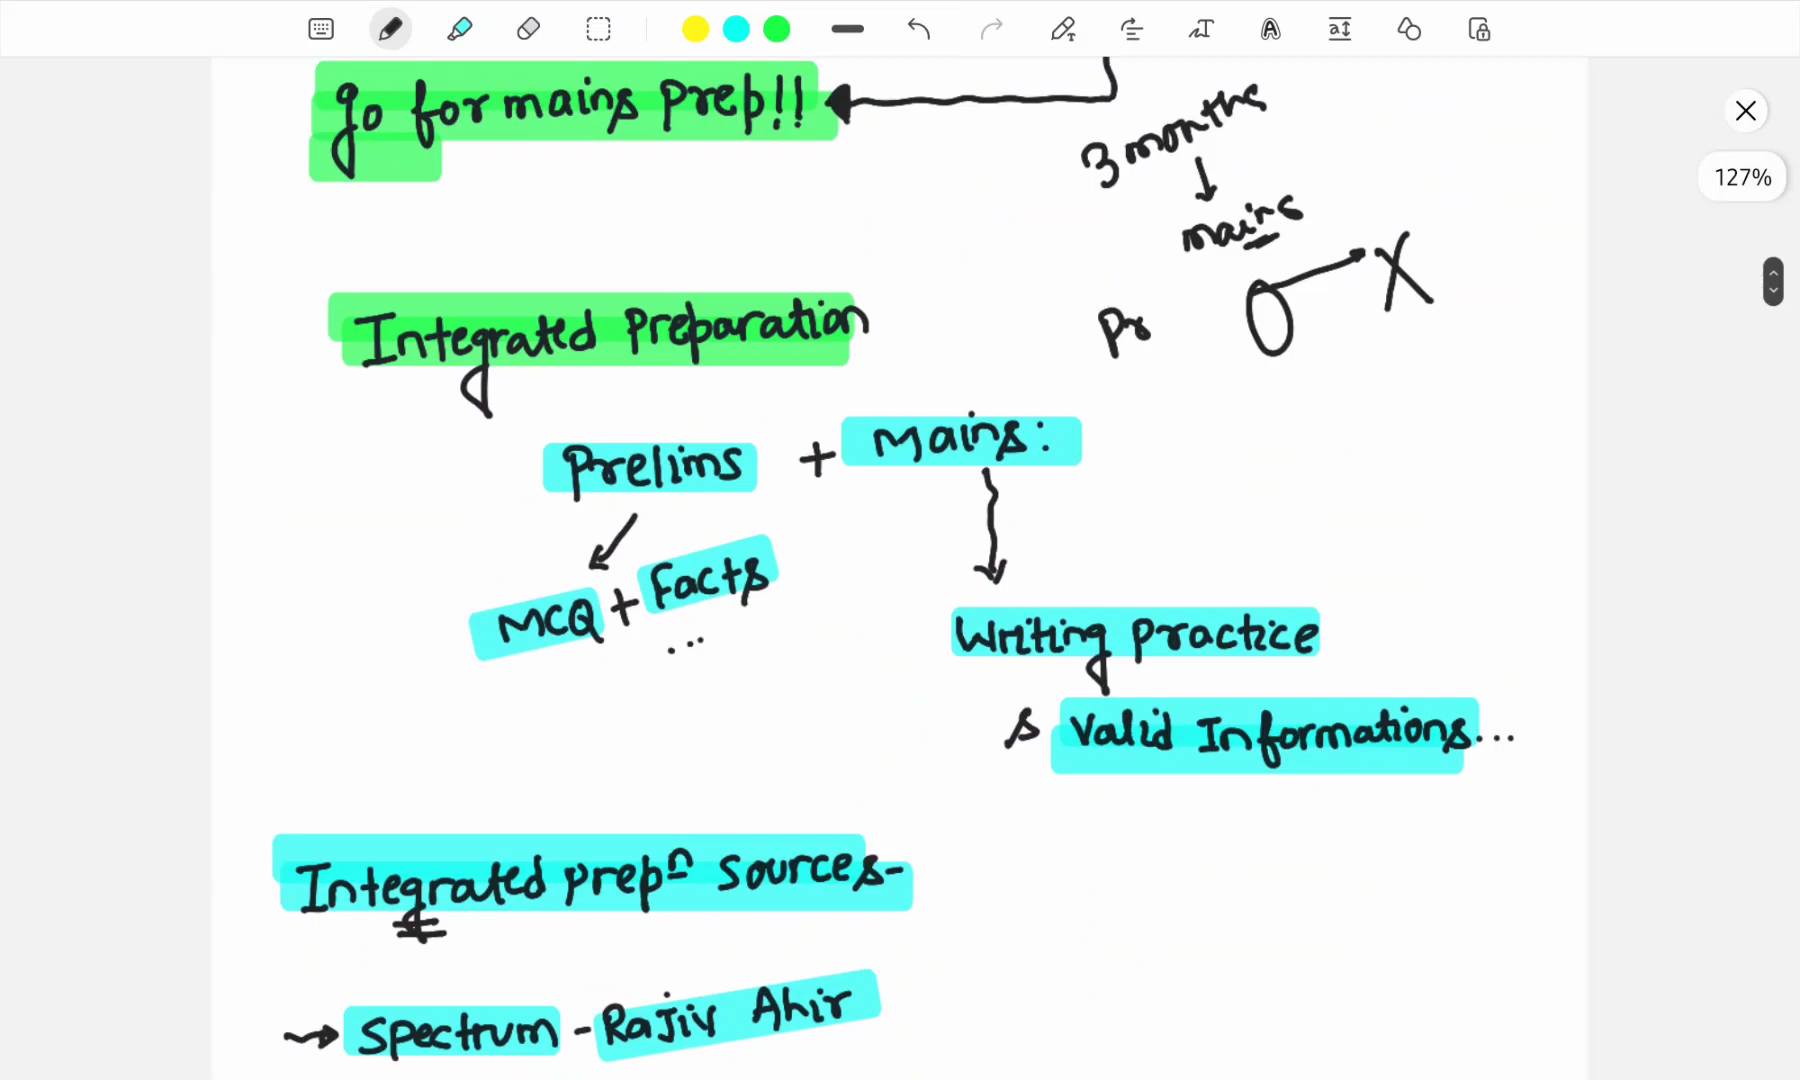 127%
go for mains Prep!!
3 months
mains
Pr
X
Integrated Preparation
Prelims + Mains:
MCQ + Facts
...
Writing practice
s Valid Informations...
Integrated prepn sources-
→ Spectrum - Rajiv Ahir